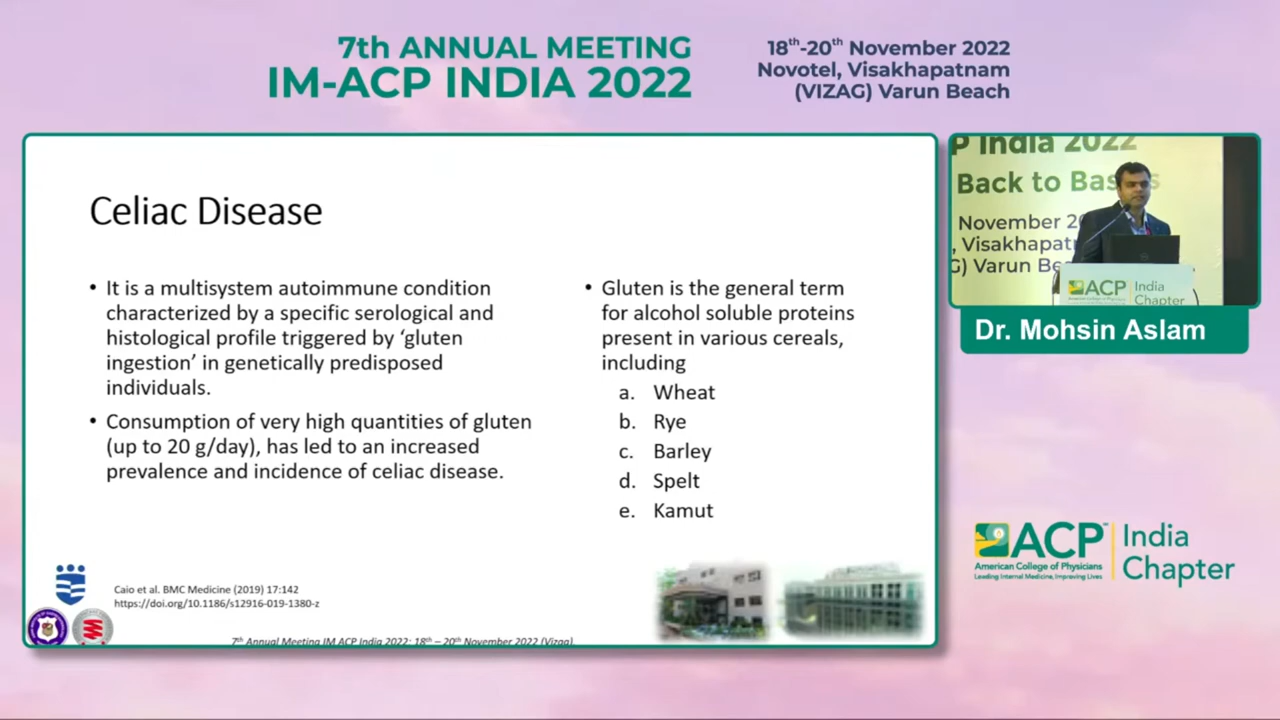 7th ANNUAL MEETING
IM-ACP INDIA 2022
18th-20th November 2022
Novotel, Visakhapatnam
(VIZAG) Varun Beach
Celiac Disease
• It is a multisystem autoimmune condition
characterized by a specific serological and
histological profile triggered by ‘gluten
ingestion’ in genetically predisposed
individuals.
• Consumption of very high quantities of gluten
(up to 20 g/day), has led to an increased
prevalence and incidence of celiac disease.
• Gluten is the general term
for alcohol soluble proteins
present in various cereals,
including
a. Wheat
b. Rye
c. Barley
d. Spelt
e. Kamut
Caio et al. BMC Medicine (2019) 17:142
https://doi.org/10.1186/s12916-019-1380-z
7th Annual Meeting IM ACP India 2022: 18th – 20th November 2022 (Vizag).
P India 2022
Back to Bas s
November 20
, Visakhapat
G) Varun Be
ACP India
Chapter
Dr. Mohsin Aslam
ACP India
American College of Physicians Chapter
Leading Internal Medicine, Improving Lives